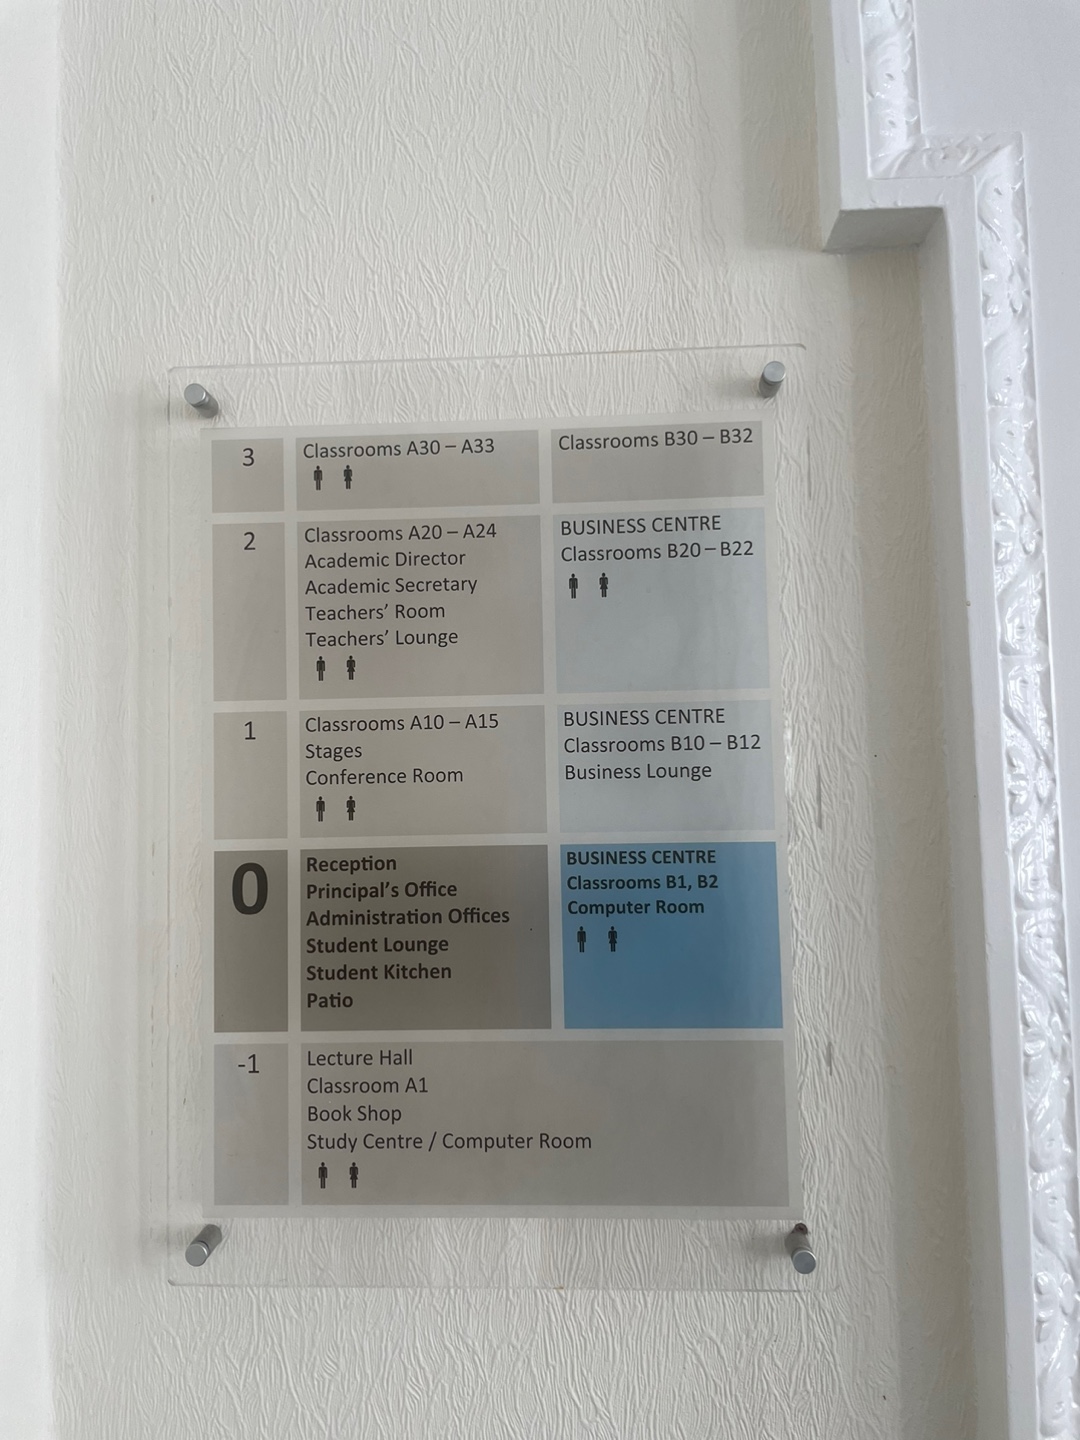 3
Classrooms A30 – A33
Classrooms B30 – B32
2
Classrooms A20 – A24
Academic Director
Academic Secretary
Teachers’ Room
Teachers’ Lounge
BUSINESS CENTRE
Classrooms B20 – B22
1
Classrooms A10 – A15
Stages
Conference Room
BUSINESS CENTRE
Classrooms B10 – B12
Business Lounge
0
Reception
Principal’s Office
Administration Offices
Student Lounge
Student Kitchen
Patio
BUSINESS CENTRE
Classrooms B1, B2
Computer Room
-1
Lecture Hall
Classroom A1
Book Shop
Study Centre / Computer Room